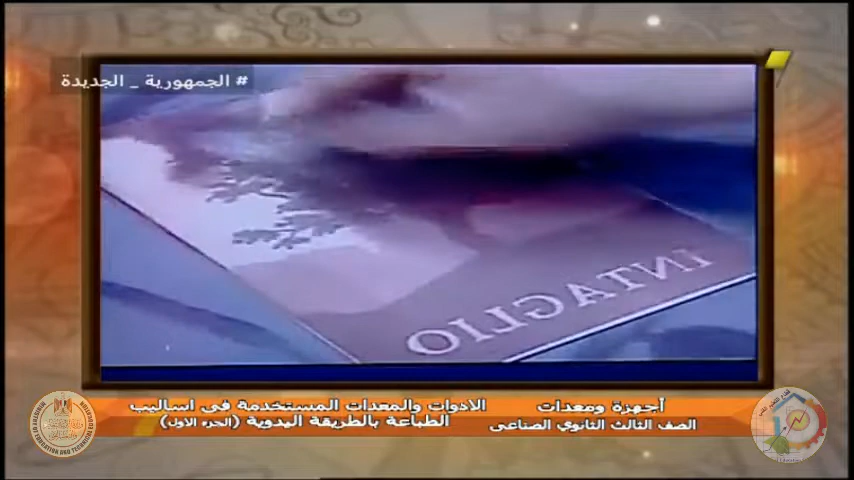 # الجمهورية _ الجديدة
INTAGLIO
أجهزة ومعدات
الصف الثالث الثانوي الصناعى
الادوات والمعدات المستخدمة فى اساليب
الطباعة بالطريقة اليدوية (الجزء الاول)